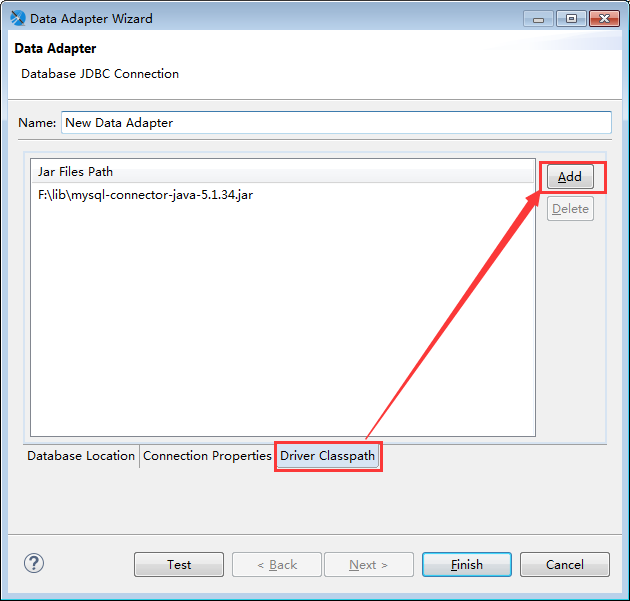 Data Adapter Wizard
Data Adapter
Database JDBC Connection
Name: New Data Adapter
Jar Files Path
F:\lib\mysql-connector-java-5.1.34.jar
Add
Delete
Database Location Connection Properties Driver Classpath
? Test < Back Next > Finish Cancel